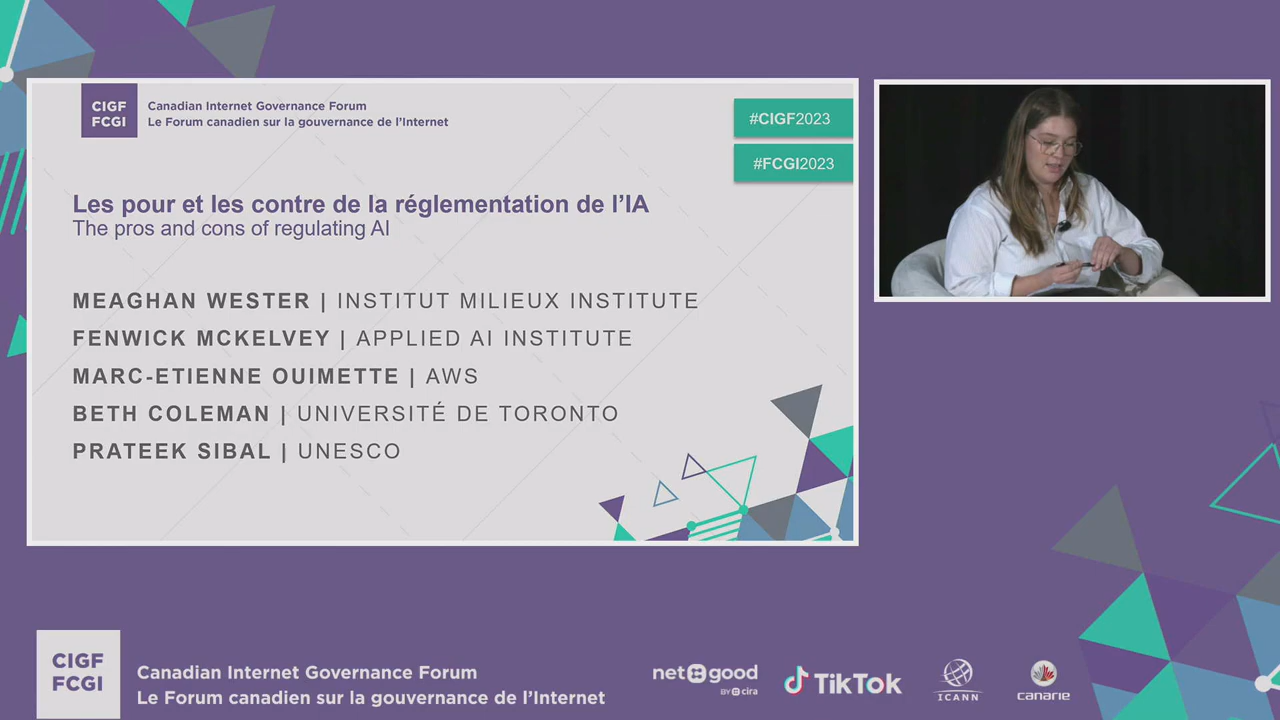 CIGF
FCGI
Canadian Internet Governance Forum
Le Forum canadien sur la gouvernance de l'Internet
#CIGF2023
#FCGI2023
Les pour et les contre de la réglementation de l'IA
The pros and cons of regulating AI
MEAGHAN WESTER | INSTITUT MILIEUX INSTITUTE
FENWICK MCKELVEY | APPLIED AI INSTITUTE
MARC-ETIENNE OUIMETTE | AWS
BETH COLEMAN | UNIVERSITÉ DE TORONTO
PRATEEK SIBAL | UNESCO
CIGF
FCGI
Canadian Internet Governance Forum
Le Forum canadien sur la gouvernance de l'Internet
net good
BY cira
TikTok
ICANN
canarie